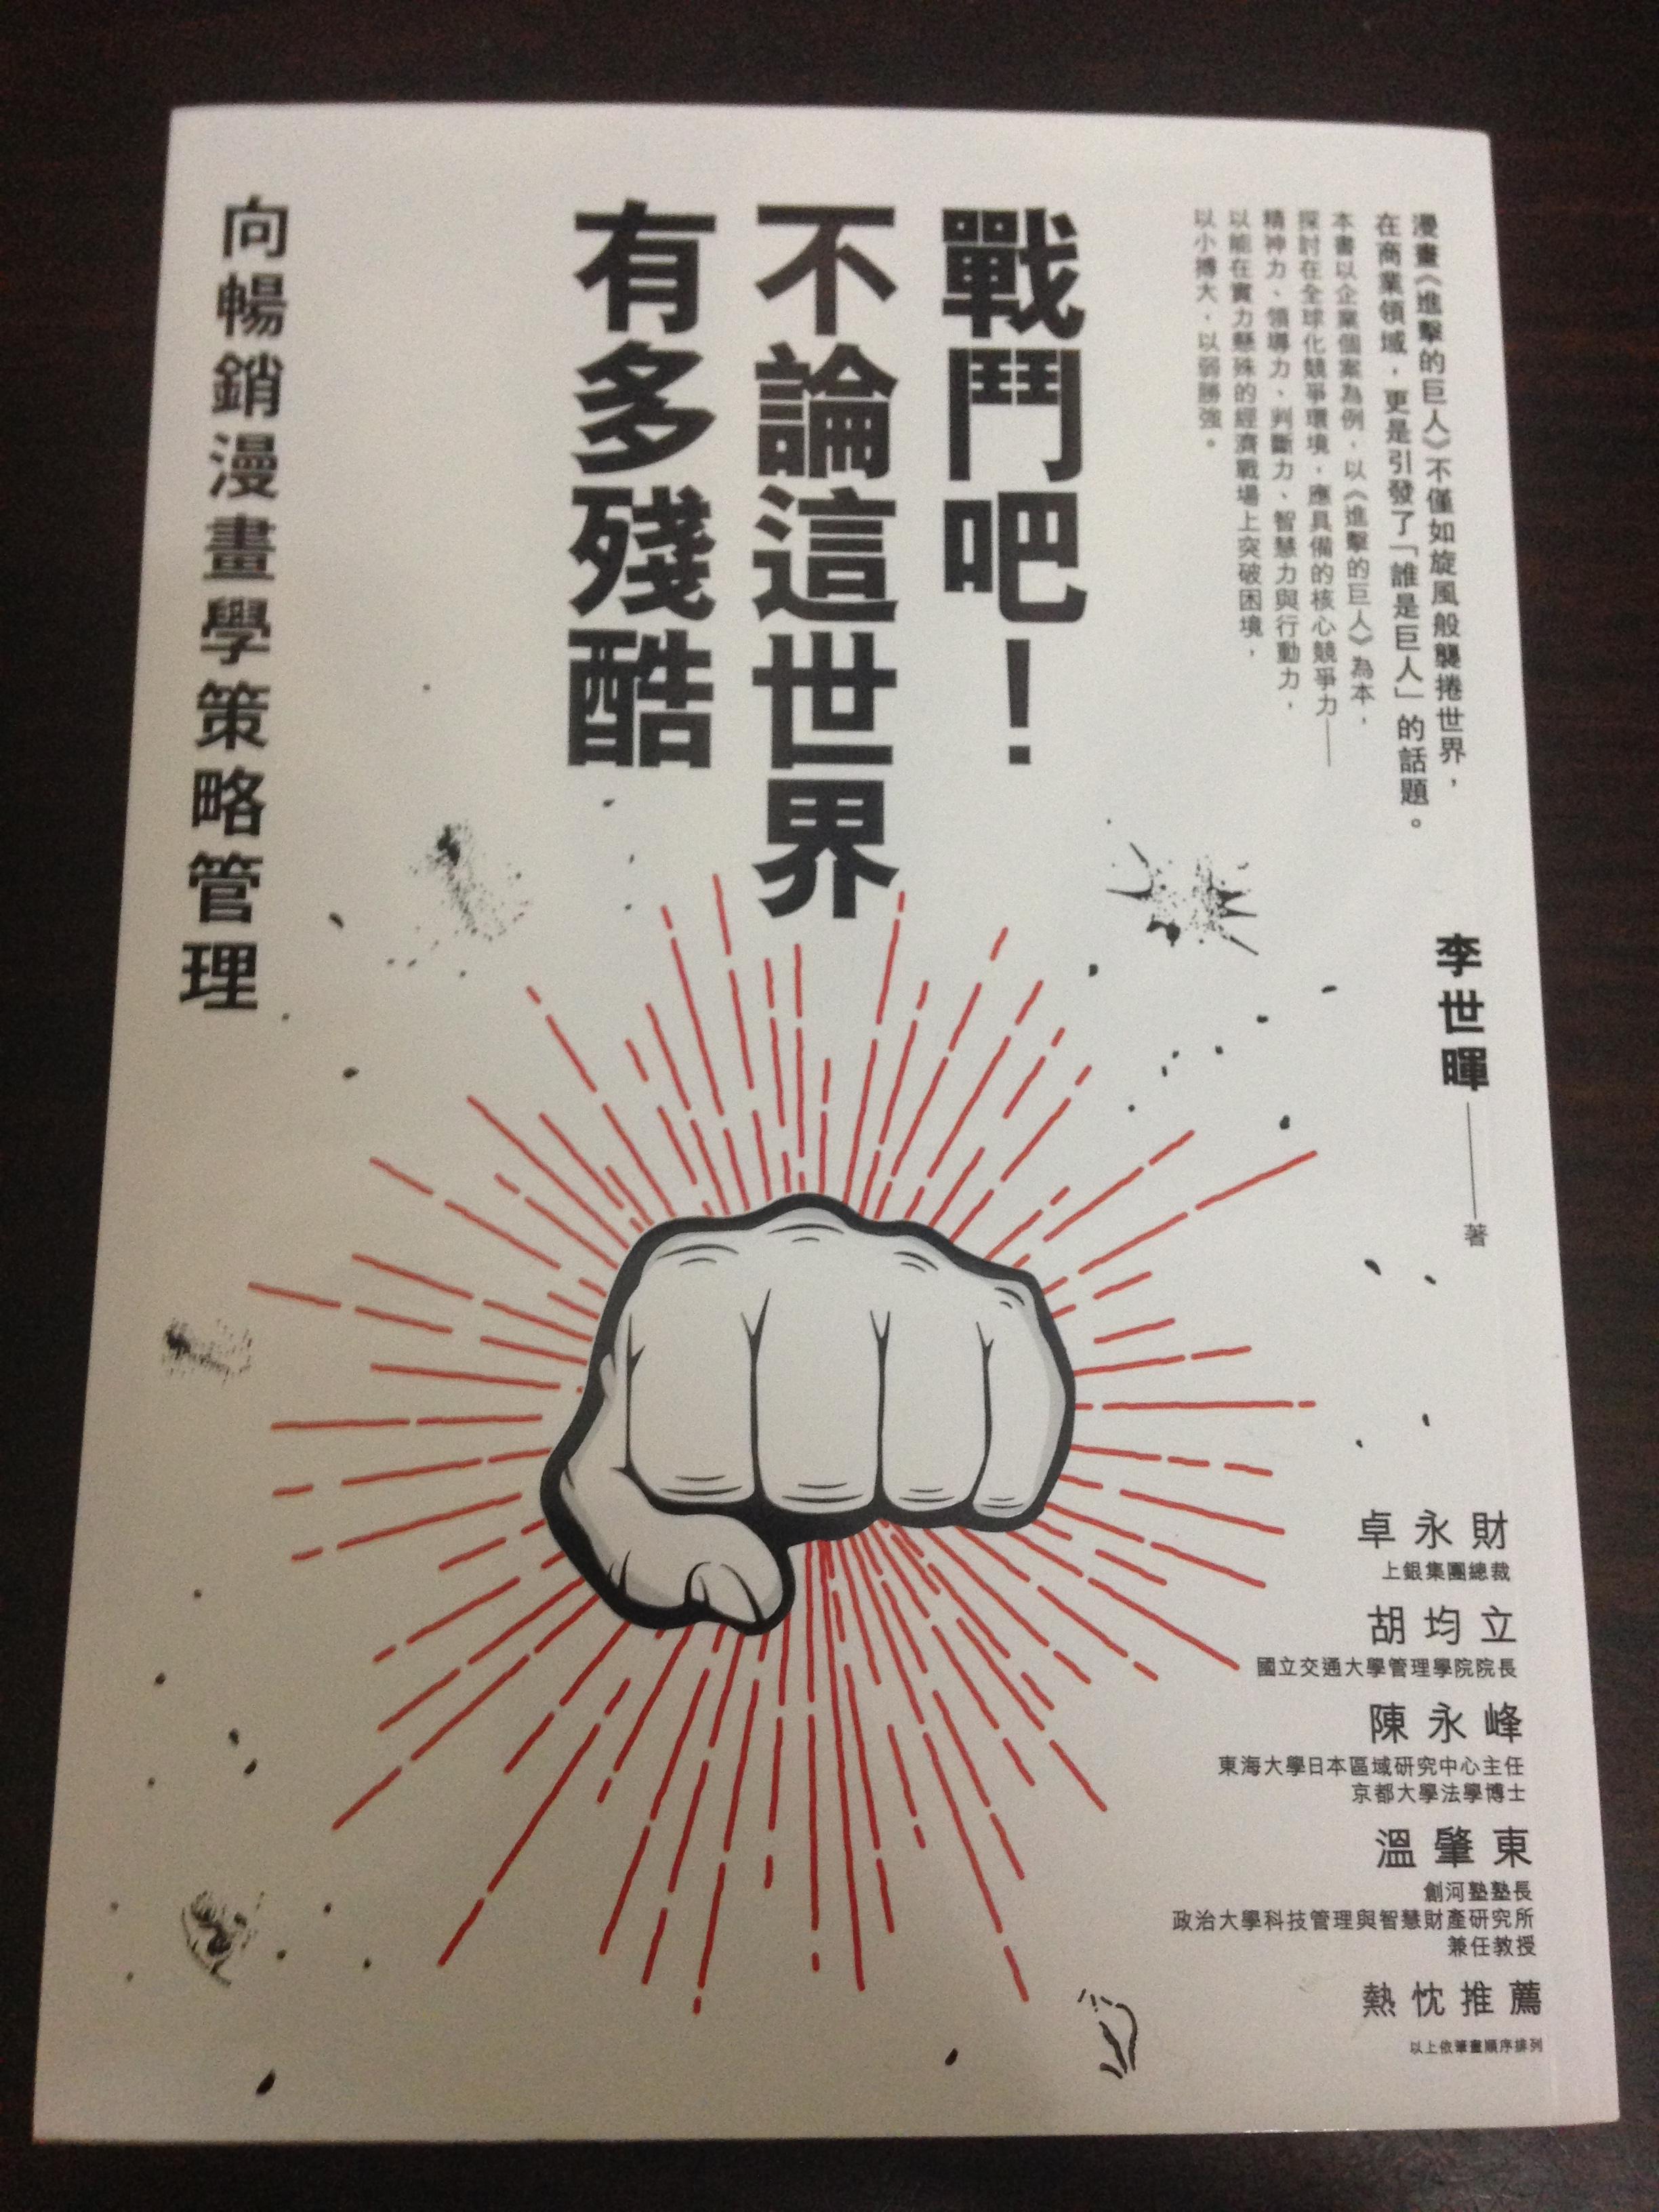 漫畫《進擊的巨人》不僅如旋風般襲捲世界，
在商業領域，更是引發了「誰是巨人」的話題。
本書以企業個案為例，以《進擊的巨人》為本，
探討在全球化競爭環境，應具備的核心競爭力——
精神力、領導力、判斷力、智慧力與行動力，
以能在實力懸殊的經濟戰場上突破困境，
以小搏大，以弱勝強。
李世暉——著
戰鬥吧！
不論這世界
有多殘酷
向暢銷漫畫學策略管理
卓永財
上銀集團總裁
胡均立
國立交通大學管理學院院長
陳永峰
東海大學日本區域研究中心主任
京都大學法學博士
溫肇東
創河塾塾長
政治大學科技管理與智慧財產研究所
兼任教授
熱忱推薦
以上依筆畫順序排列